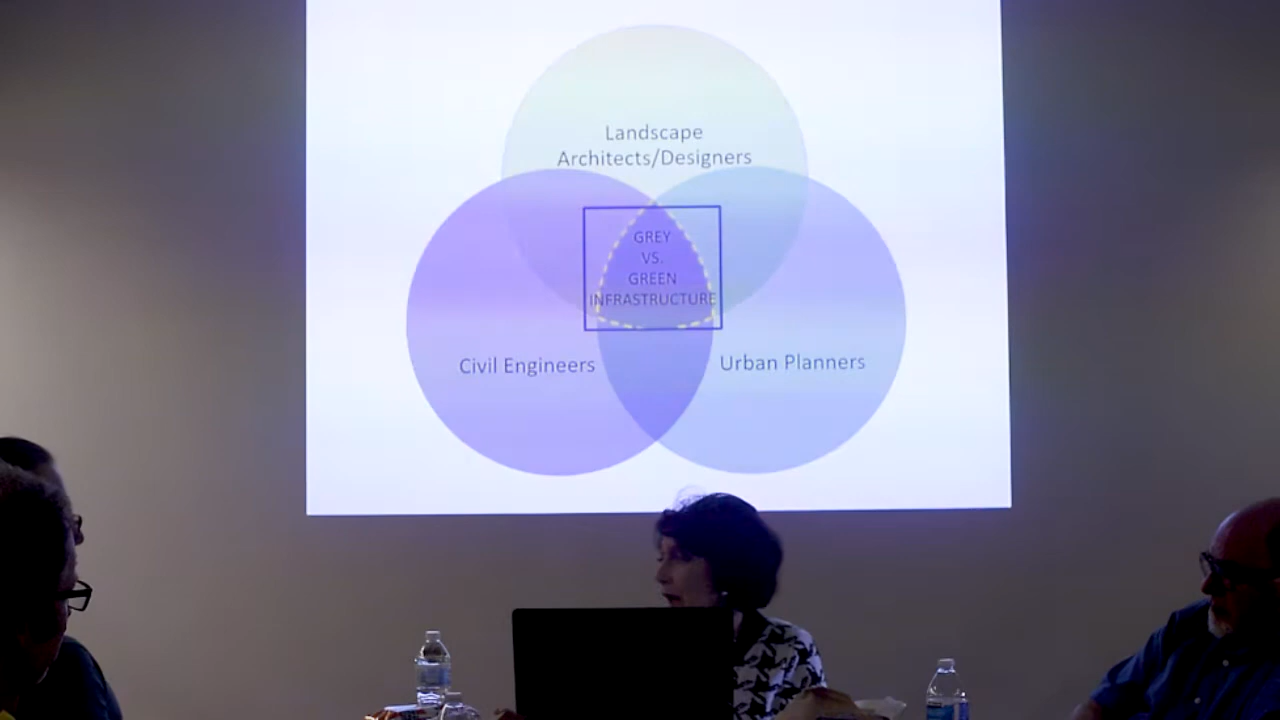 Landscape
Architects/Designers
GREY
VS.
GREEN
INFRASTRUCTURE
Civil Engineers
Urban Planners